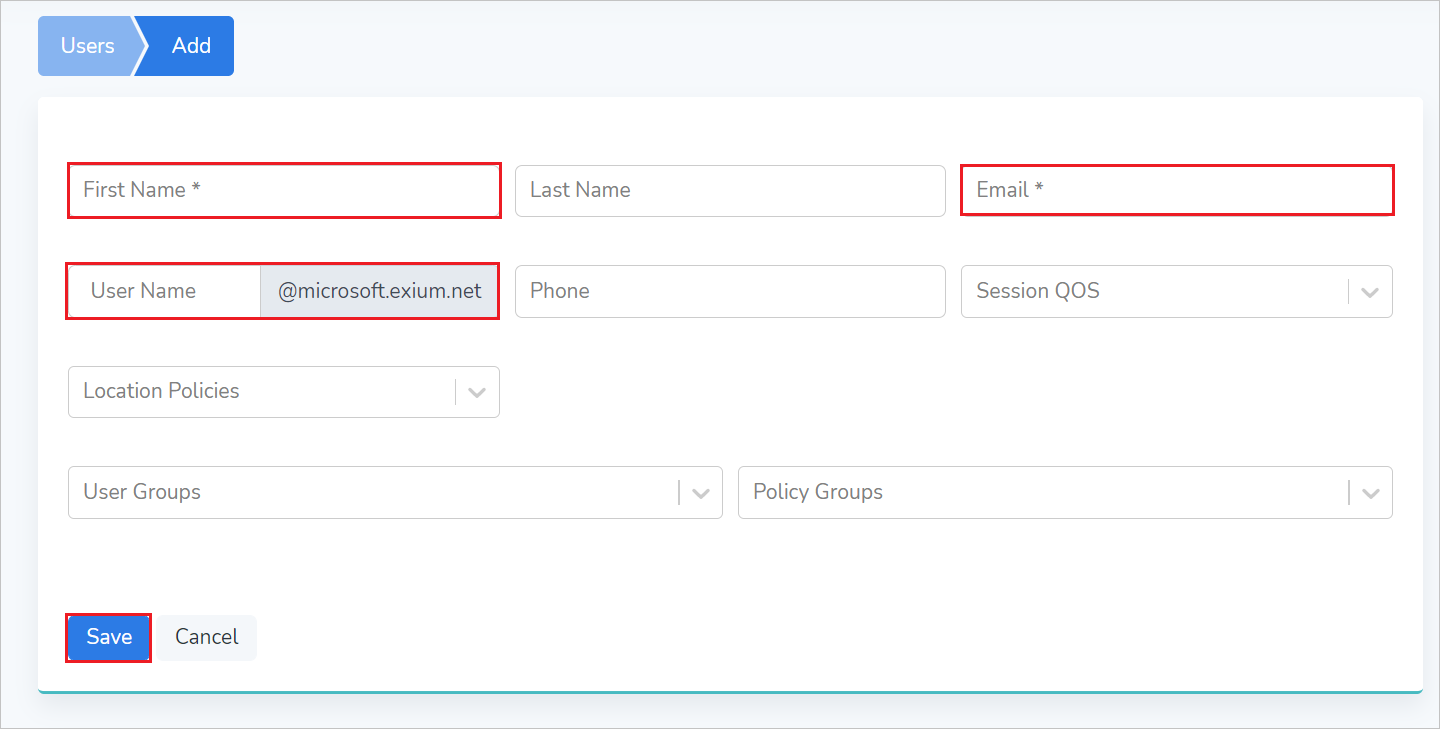 Users Add
First Name * Last Name Email *
User Name @microsoft.exium.net Phone Session QOS
Location Policies
User Groups Policy Groups
Save Cancel